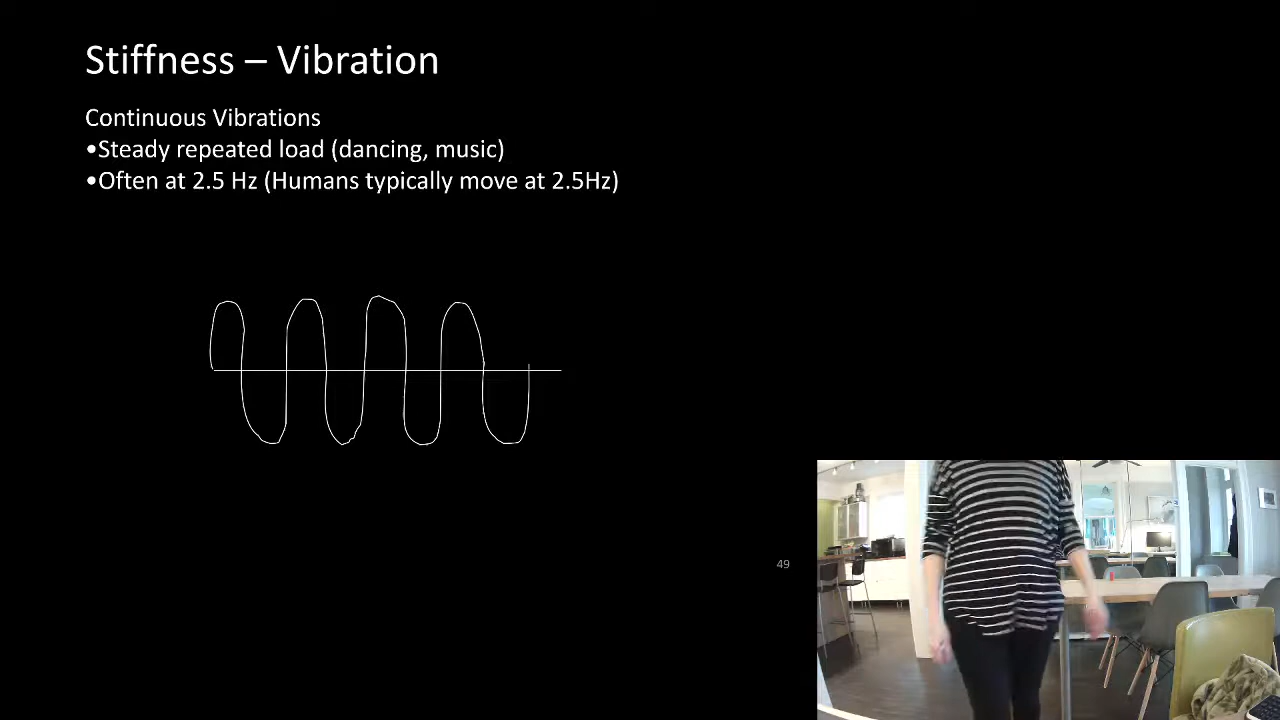 Stiffness – Vibration
Continuous Vibrations
•Steady repeated load (dancing, music)
•Often at 2.5 Hz (Humans typically move at 2.5Hz)
49